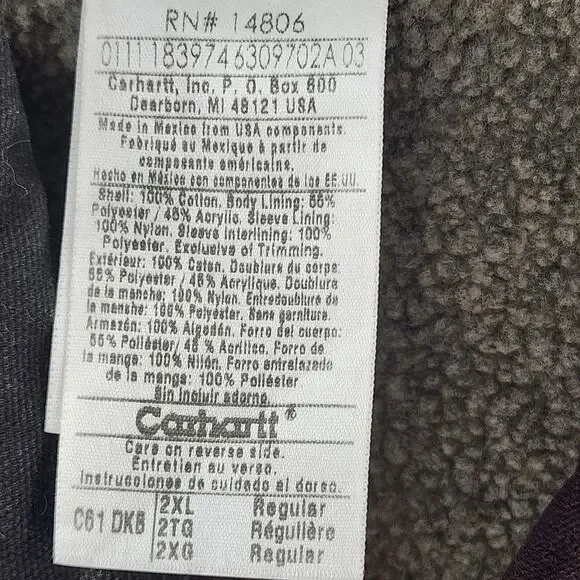 RN# 14806
0111 1839746309702A 03
Carhartt, Inc. P. O. Box 600
Dearborn, MI 48121 USA
Made in Mexico from USA components.
Fabriqué au Mexique à partir de
composants américains.
Hecho en México con componentes de los EE.UU.
Shell: 100% Cotton. Body Lining: 55%
Polyester / 45% Acrylic. Sleeve Lining:
100% Nylon. Sleeve Interlining: 100%
Polyester. Exclusive of Trimming.
Extérieur: 100% Coton. Doublure du corps:
55% Polyester / 45% Acrylique. Doublure
de la manche: 100% Nylon. Entredoublure de
la manche: 100% Polyester. Sans garniture.
Armazón: 100% Algodón. Forro del cuerpo:
55% Poliéster/ 45 % Acrílico. Forro de
la manga: 100% Nilón. Forro entrelazado
de la manga: 100% Poliéster
Sin incluir adorno.
Carhartt®
Care on reverse side.
Entretien au verso.
Instrucciones de cuidado al dorso.
C61 DKB
2XL Regular
2TG Régulière
2XG Regular